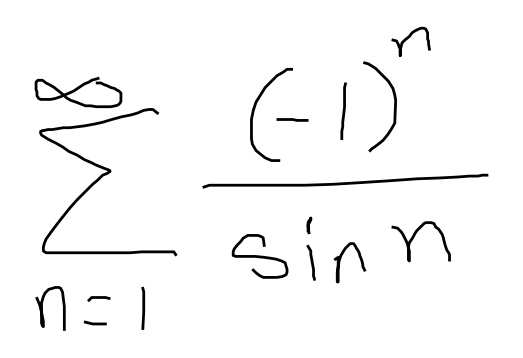 ∞
∑ (-1)^n / sin n
n=1